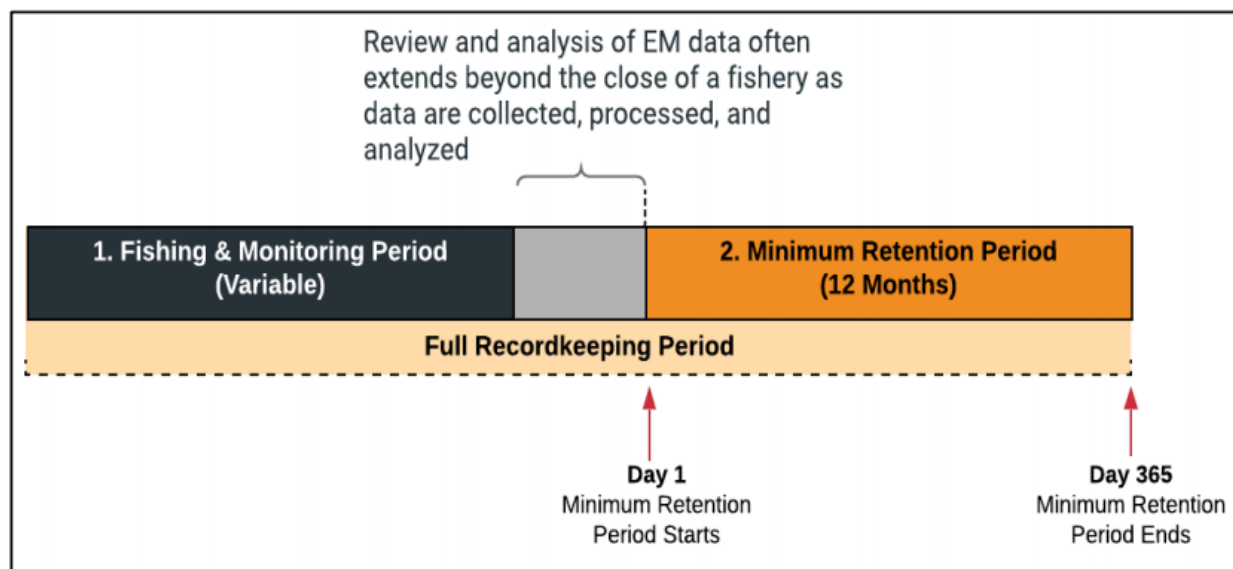 Review and analysis of EM data often
extends beyond the close of a fishery as
data are collected, processed, and
analyzed
1. Fishing & Monitoring Period
(Variable)
2. Minimum Retention Period
(12 Months)
Full Recordkeeping Period
Day 1
Minimum Retention
Period Starts
Day 365
Minimum Retention
Period Ends